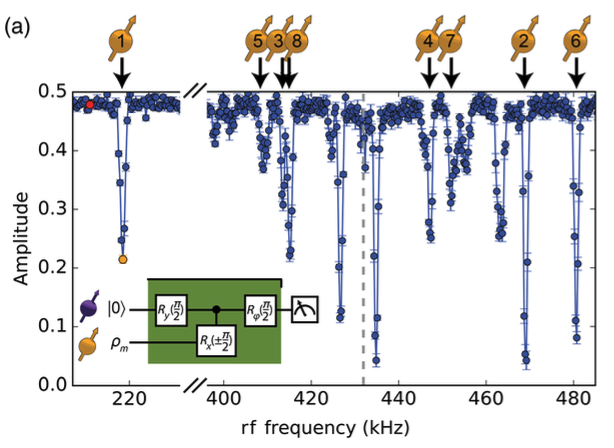 (a)
1 5 3 8 4 7 2 6
0.5
0.4
0.3
0.2
0.1
0.0
Amplitude
|0⟩ R_y(π/2) R_φ(π/2)
ρ_m R_x(±π/2)
220 400 420 440 460 480
rf frequency (kHz)